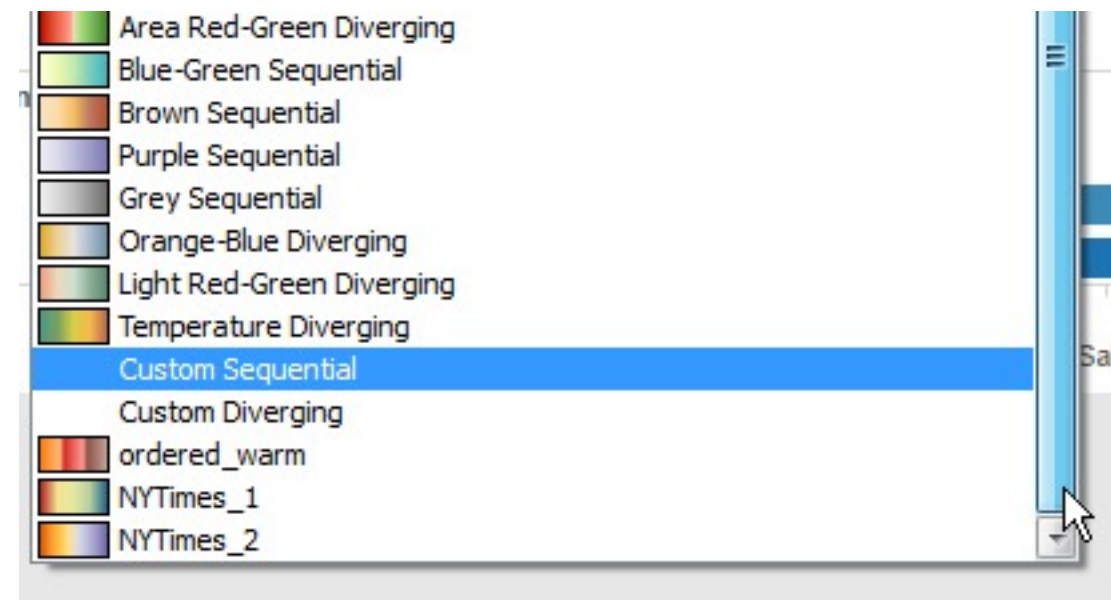 Area Red-Green Diverging
Blue-Green Sequential
Brown Sequential
Purple Sequential
Grey Sequential
Orange-Blue Diverging
Light Red-Green Diverging
Temperature Diverging
Custom Sequential
Custom Diverging
ordered_warm
NYTimes_1
NYTimes_2